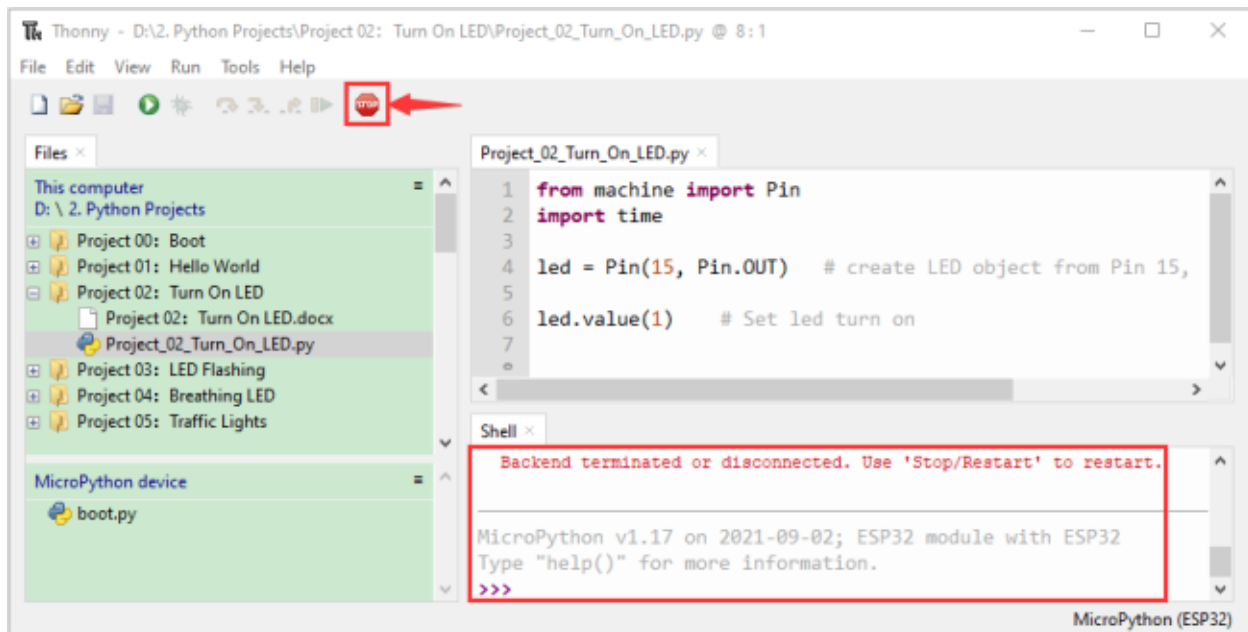 Thonny - D:\2. Python Projects\Project 02: Turn On LED\Project_02_Turn_On_LED.py @ 8:1
File Edit View Run Tools Help
STOP
Files
This computer
D: \ 2. Python Projects
Project 00: Boot
Project 01: Hello World
Project 02: Turn On LED
Project 02: Turn On LED.docx
Project_02_Turn_On_LED.py
Project 03: LED Flashing
Project 04: Breathing LED
Project 05: Traffic Lights
MicroPython device
boot.py
Project_02_Turn_On_LED.py
1 from machine import Pin
2 import time
3
4 led = Pin(15, Pin.OUT) # create LED object from Pin 15,
5
6 led.value(1) # Set led turn on
7
Shell
Backend terminated or disconnected. Use 'Stop/Restart' to restart.
MicroPython v1.17 on 2021-09-02; ESP32 module with ESP32
Type "help()" for more information.
>>>
MicroPython (ESP32)